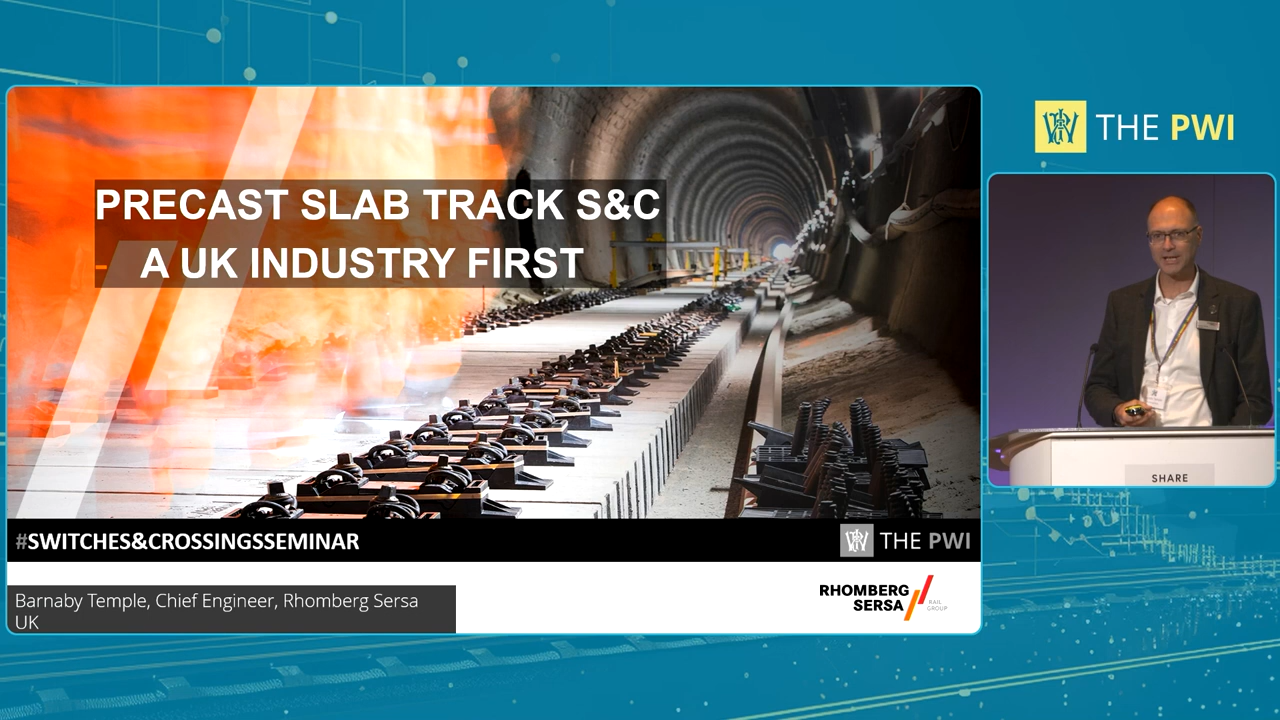 PRECAST SLAB TRACK S&C
A UK INDUSTRY FIRST
#SWITCHES&CROSSINGSSEMINAR
THE PWI
Barnaby Temple, Chief Engineer, Rhomberg Sersa
UK
RHOMBERG
SERSA
RAIL
GROUP
THE PWI
SHARE